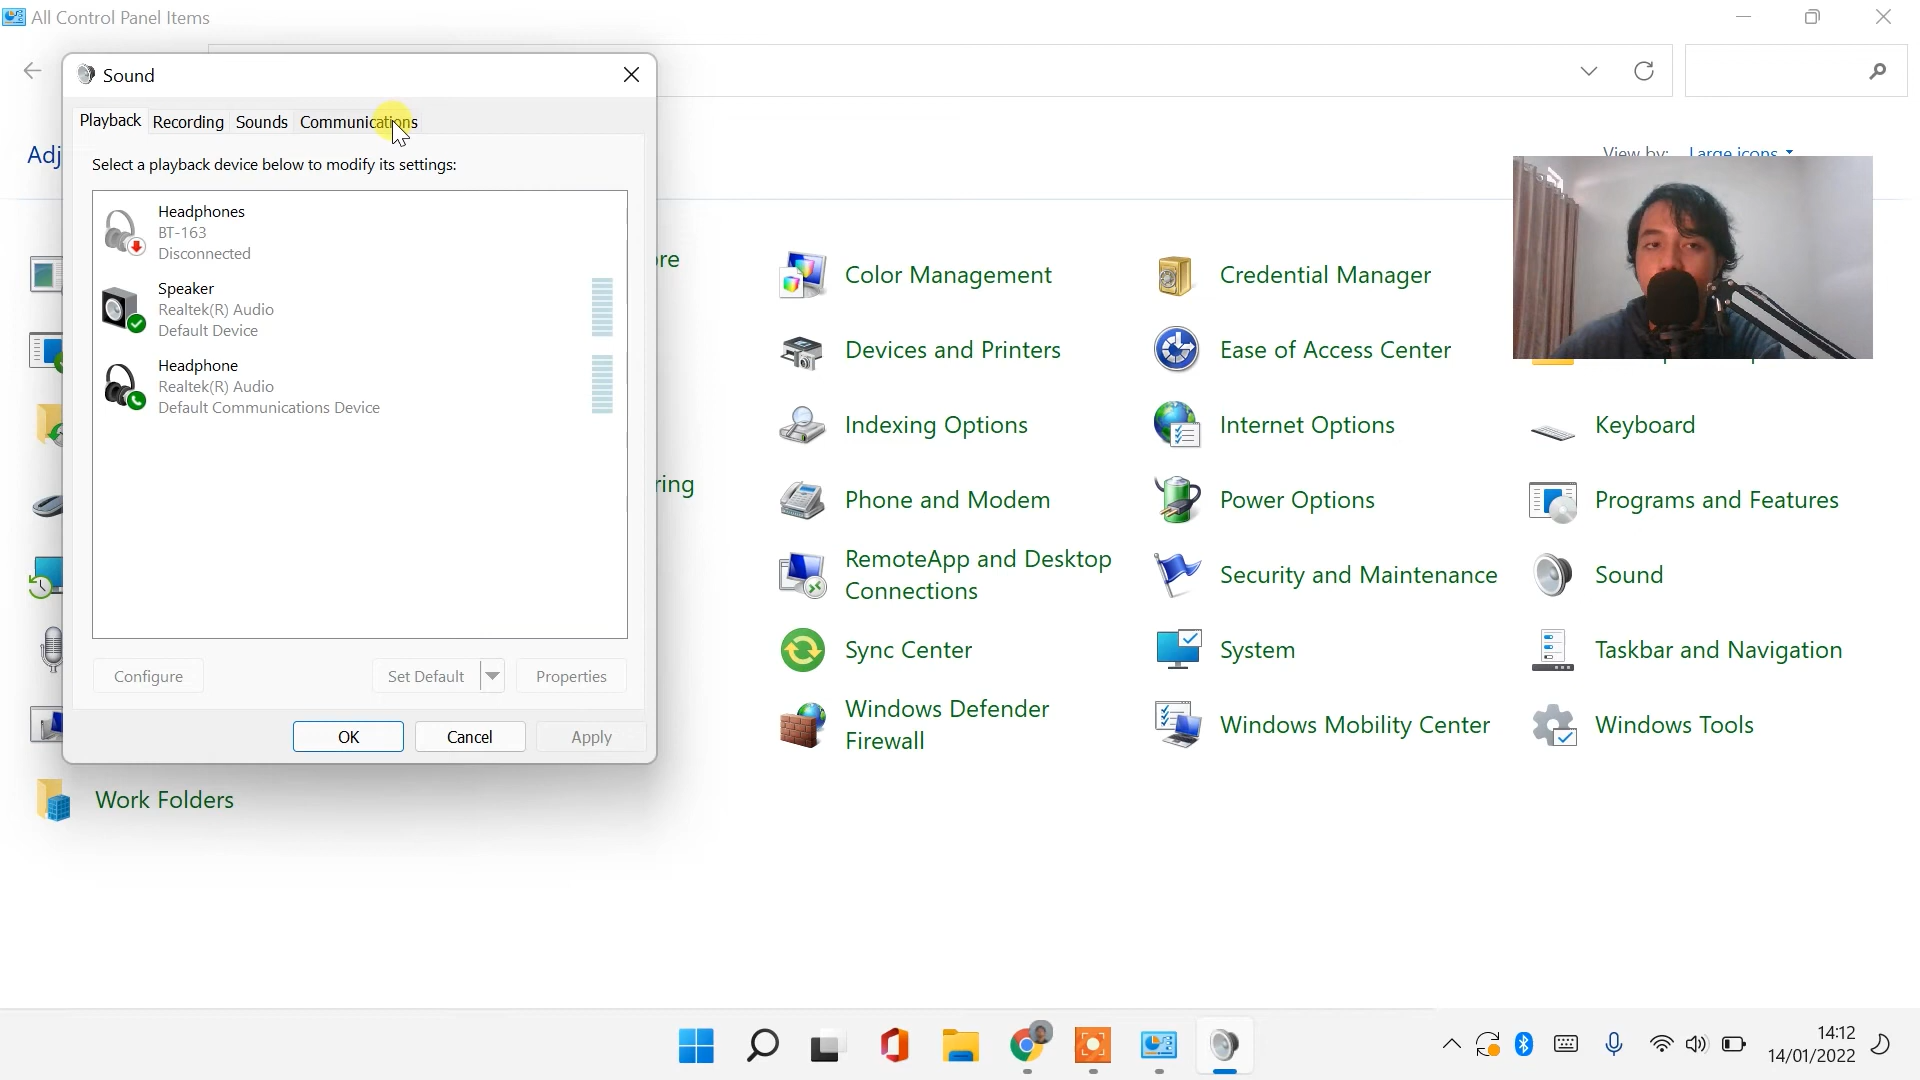 All Control Panel Items
Sound
Playback
Recording
Sounds
Communications
Select a playback device below to modify its settings:
Headphones
BT-163
Disconnected
Speaker
Realtek(R) Audio
Default Device
Headphone
Realtek(R) Audio
Default Communications Device
Configure
Set Default
Properties
OK
Cancel
Apply
Adj
View by:
Large icons
re
Color Management
Credential Manager
Devices and Printers
Ease of Access Center
Indexing Options
Internet Options
Keyboard
ring
Phone and Modem
Power Options
Programs and Features
RemoteApp and Desktop
Connections
Security and Maintenance
Sound
Sync Center
System
Taskbar and Navigation
Windows Defender
Firewall
Windows Mobility Center
Windows Tools
Work Folders
14:12
14/01/2022